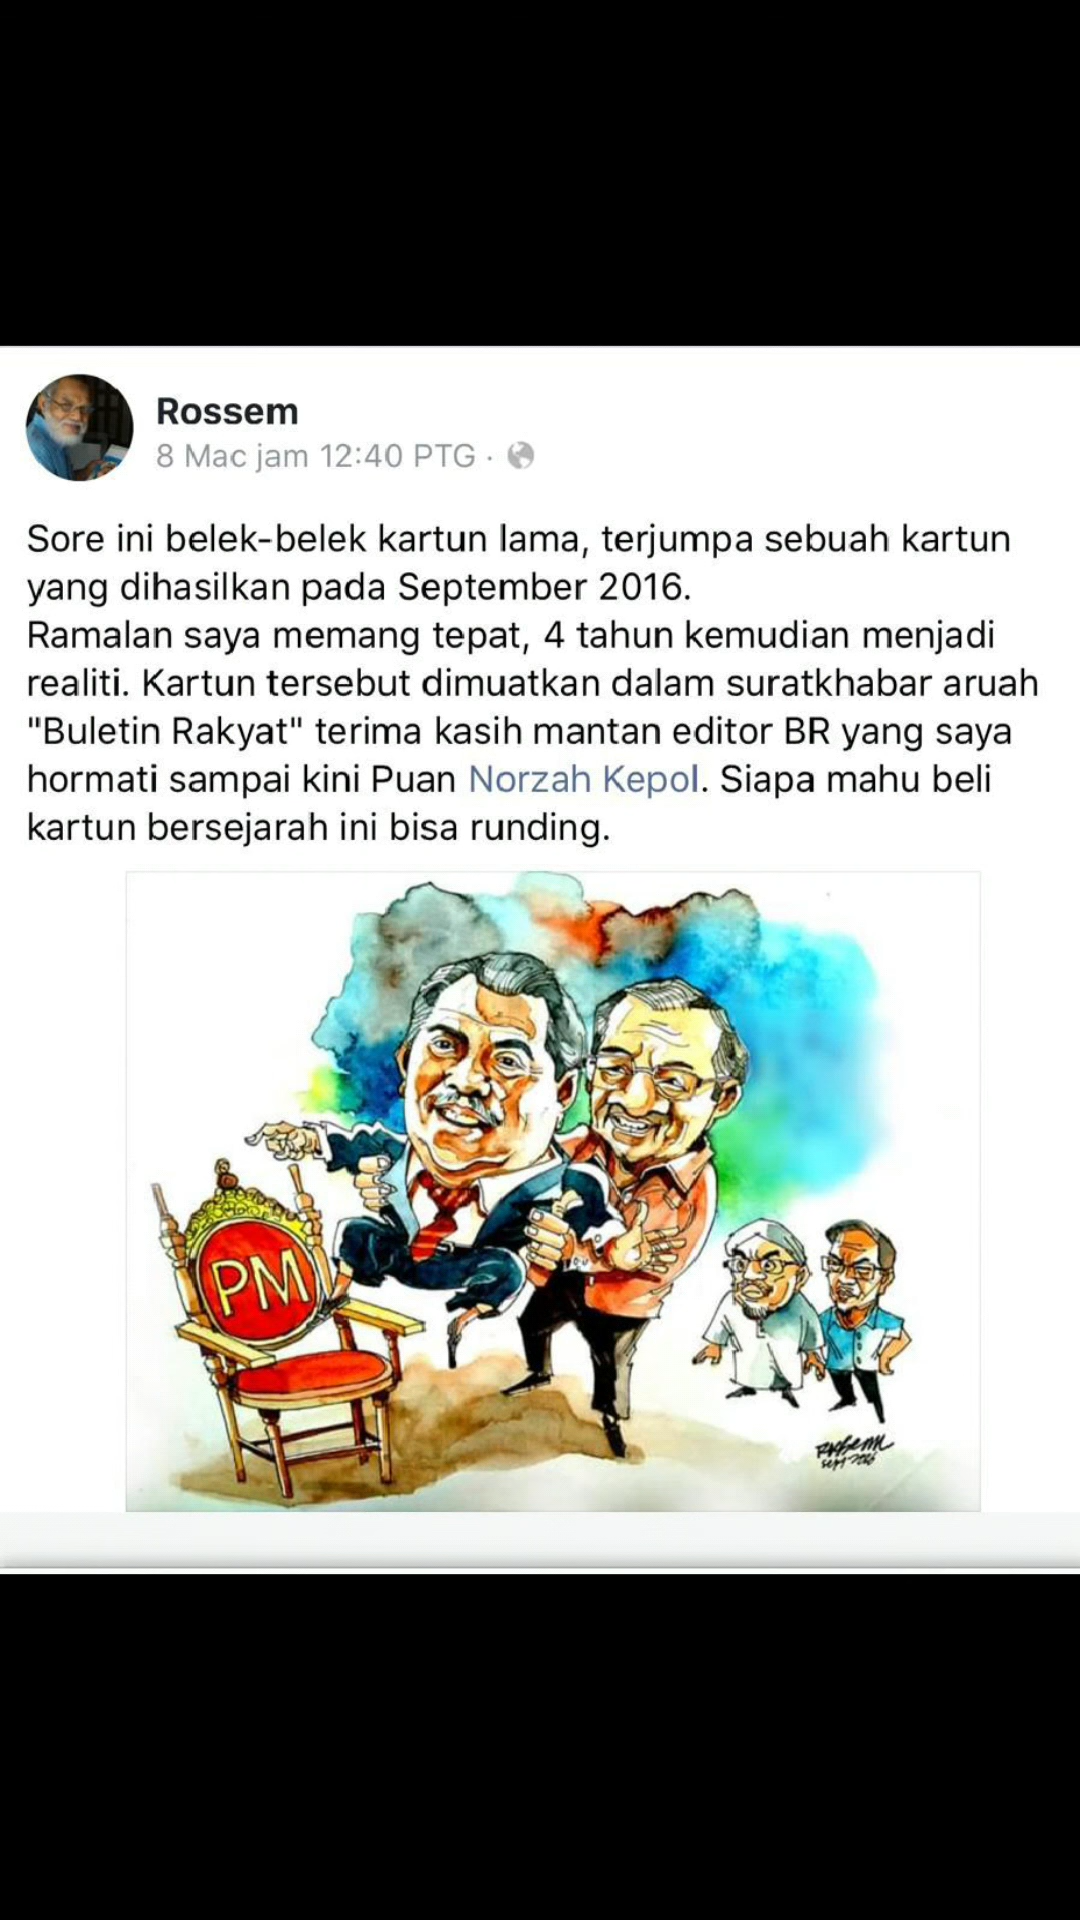 Rossem
8 Mac jam 12:40 PTG ·
Sore ini belek-belek kartun lama, terjumpa sebuah kartun
yang dihasilkan pada September 2016.
Ramalan saya memang tepat, 4 tahun kemudian menjadi
realiti. Kartun tersebut dimuatkan dalam suratkhabar aruah
"Buletin Rakyat" terima kasih mantan editor BR yang saya
hormati sampai kini Puan Norzah Kepol. Siapa mahu beli
kartun bersejarah ini bisa runding.
PM
Rossem
Sept 2016